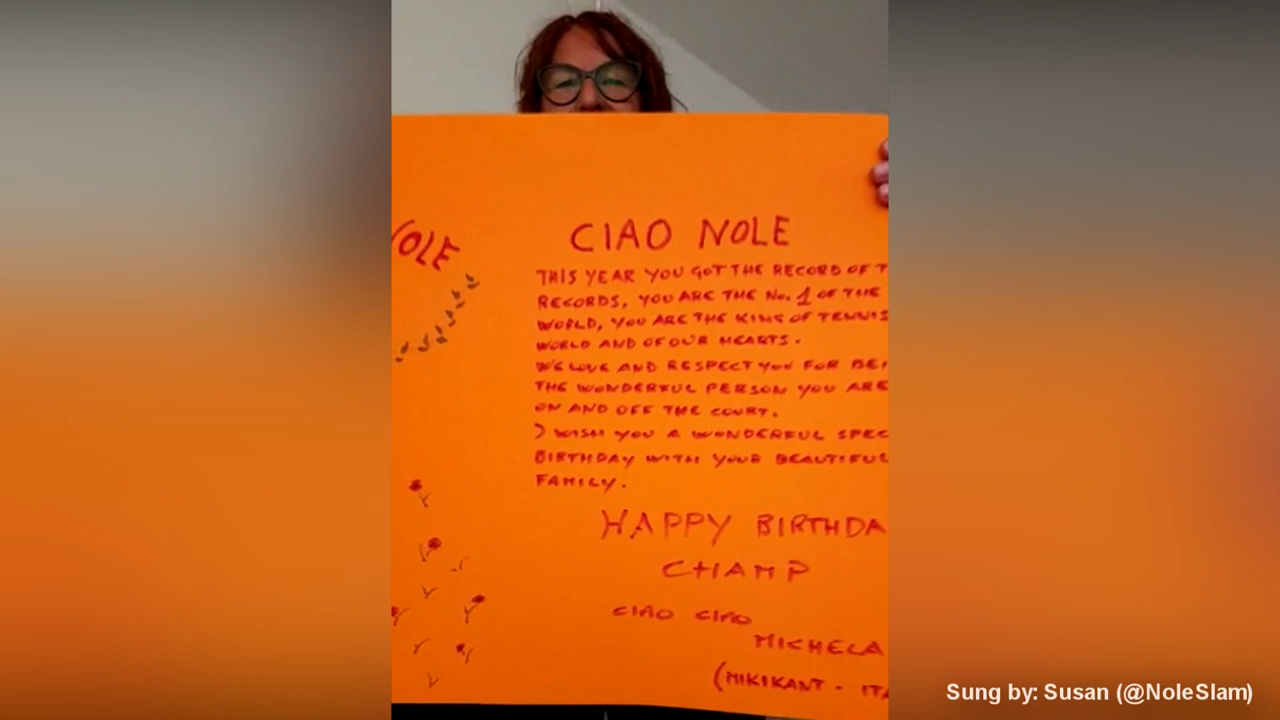 NOLE
CIAO NOLE
THIS YEAR YOU GOT THE RECORD OF T
RECORDS, YOU ARE THE No. 1 OF THE
WORLD, YOU ARE THE KING OF TENNIS
WORLD AND OF OUR HEARTS.
WE LOVE AND RESPECT YOU FOR BEI
THE WONDERFUL PERSON YOU ARE
ON AND OFF THE COURT.
I WISH YOU A WONDERFUL SPEC
BIRTHDAY WITH YOUR BEAUTIFUL
FAMILY.
HAPPY BIRTHDA
CHAMP
CIAO CIAO
MICHELA
(MIKIKANT - ITA
Sung by: Susan (@NoleSlam)